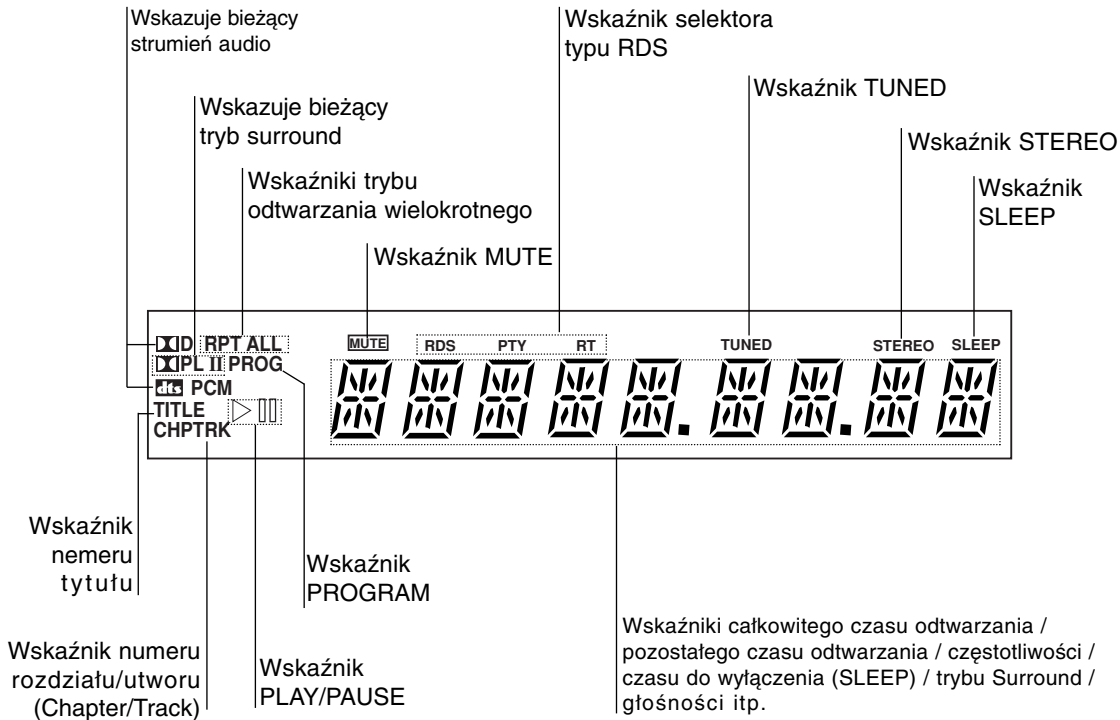 Wskazuje bieżący
strumień audio
Wskaźnik selektora
typu RDS
Wskaźnik TUNED
Wskazuje bieżący
tryb surround
Wskaźnik STEREO
Wskaźniki trybu
odtwarzania wielokrotnego
Wskaźnik
SLEEP
Wskaźnik MUTE
D RPT ALL MUTE RDS PTY RT TUNED STEREO SLEEP
PL II PROG
dts PCM
TITLE
CHPTRK
Wskaźnik
nemeru
tytułu
Wskaźnik
PROGRAM
Wskaźnik numeru
rozdziału/utworu
(Chapter/Track)
Wskaźnik
PLAY/PAUSE
Wskaźniki całkowitego czasu odtwarzania /
pozostałego czasu odtwarzania / częstotliwości /
czasu do wyłączenia (SLEEP) / trybu Surround /
głośności itp.